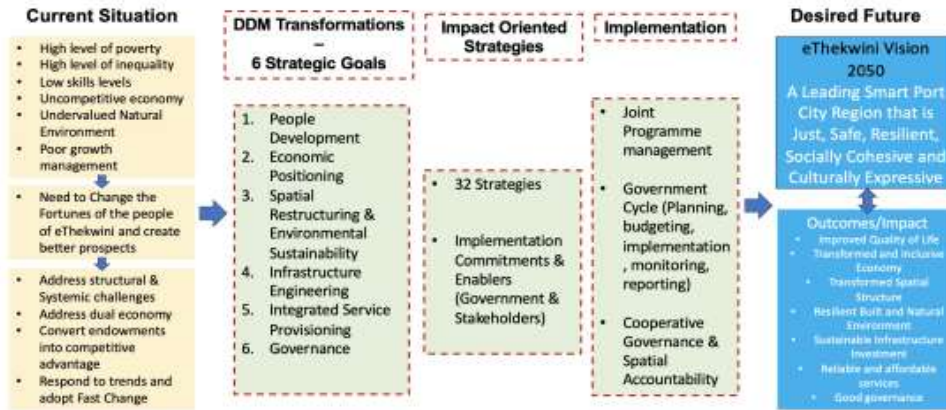 Current Situation
• High level of poverty
• High level of inequality
• Low skills levels
• Uncompetitive economy
• Undervalued Natural
Environment
• Poor growth
management
• Need to Change the
Fortunes of the people
of eThekwini and create
better prospects
• Address structural &
Systemic challenges
• Address dual economy
• Convert endowments
into competitive
advantage
• Respond to trends and
adopt Fast Change
DDM Transformations
–
6 Strategic Goals
1. People
Development
2. Economic
Positioning
3. Spatial
Restructuring &
Environmental
Sustainability
4. Infrastructure
Engineering
5. Integrated Service
Provisioning
6. Governance
Impact Oriented
Strategies
• 32 Strategies
• Implementation
Commitments &
Enablers
(Government &
Stakeholders)
Implementation
• Joint
Programme
management
• Government
Cycle (Planning,
budgeting,
implementation
, monitoring,
reporting)
• Cooperative
Governance &
Spatial
Accountability
Desired Future
eThekwini Vision
2050
A Leading Smart Port
City Region that is
Just, Safe, Resilient,
Socially Cohesive and
Culturally Expressive
Outcomes/Impact
• Improved Quality of Life
• Transformed and Inclusive
Economy
• Transformed Spatial
Structure
• Resilient Built and Natural
Environment
• Sustainable Infrastructure
Investment
• Reliable and affordable
services
• Good governance